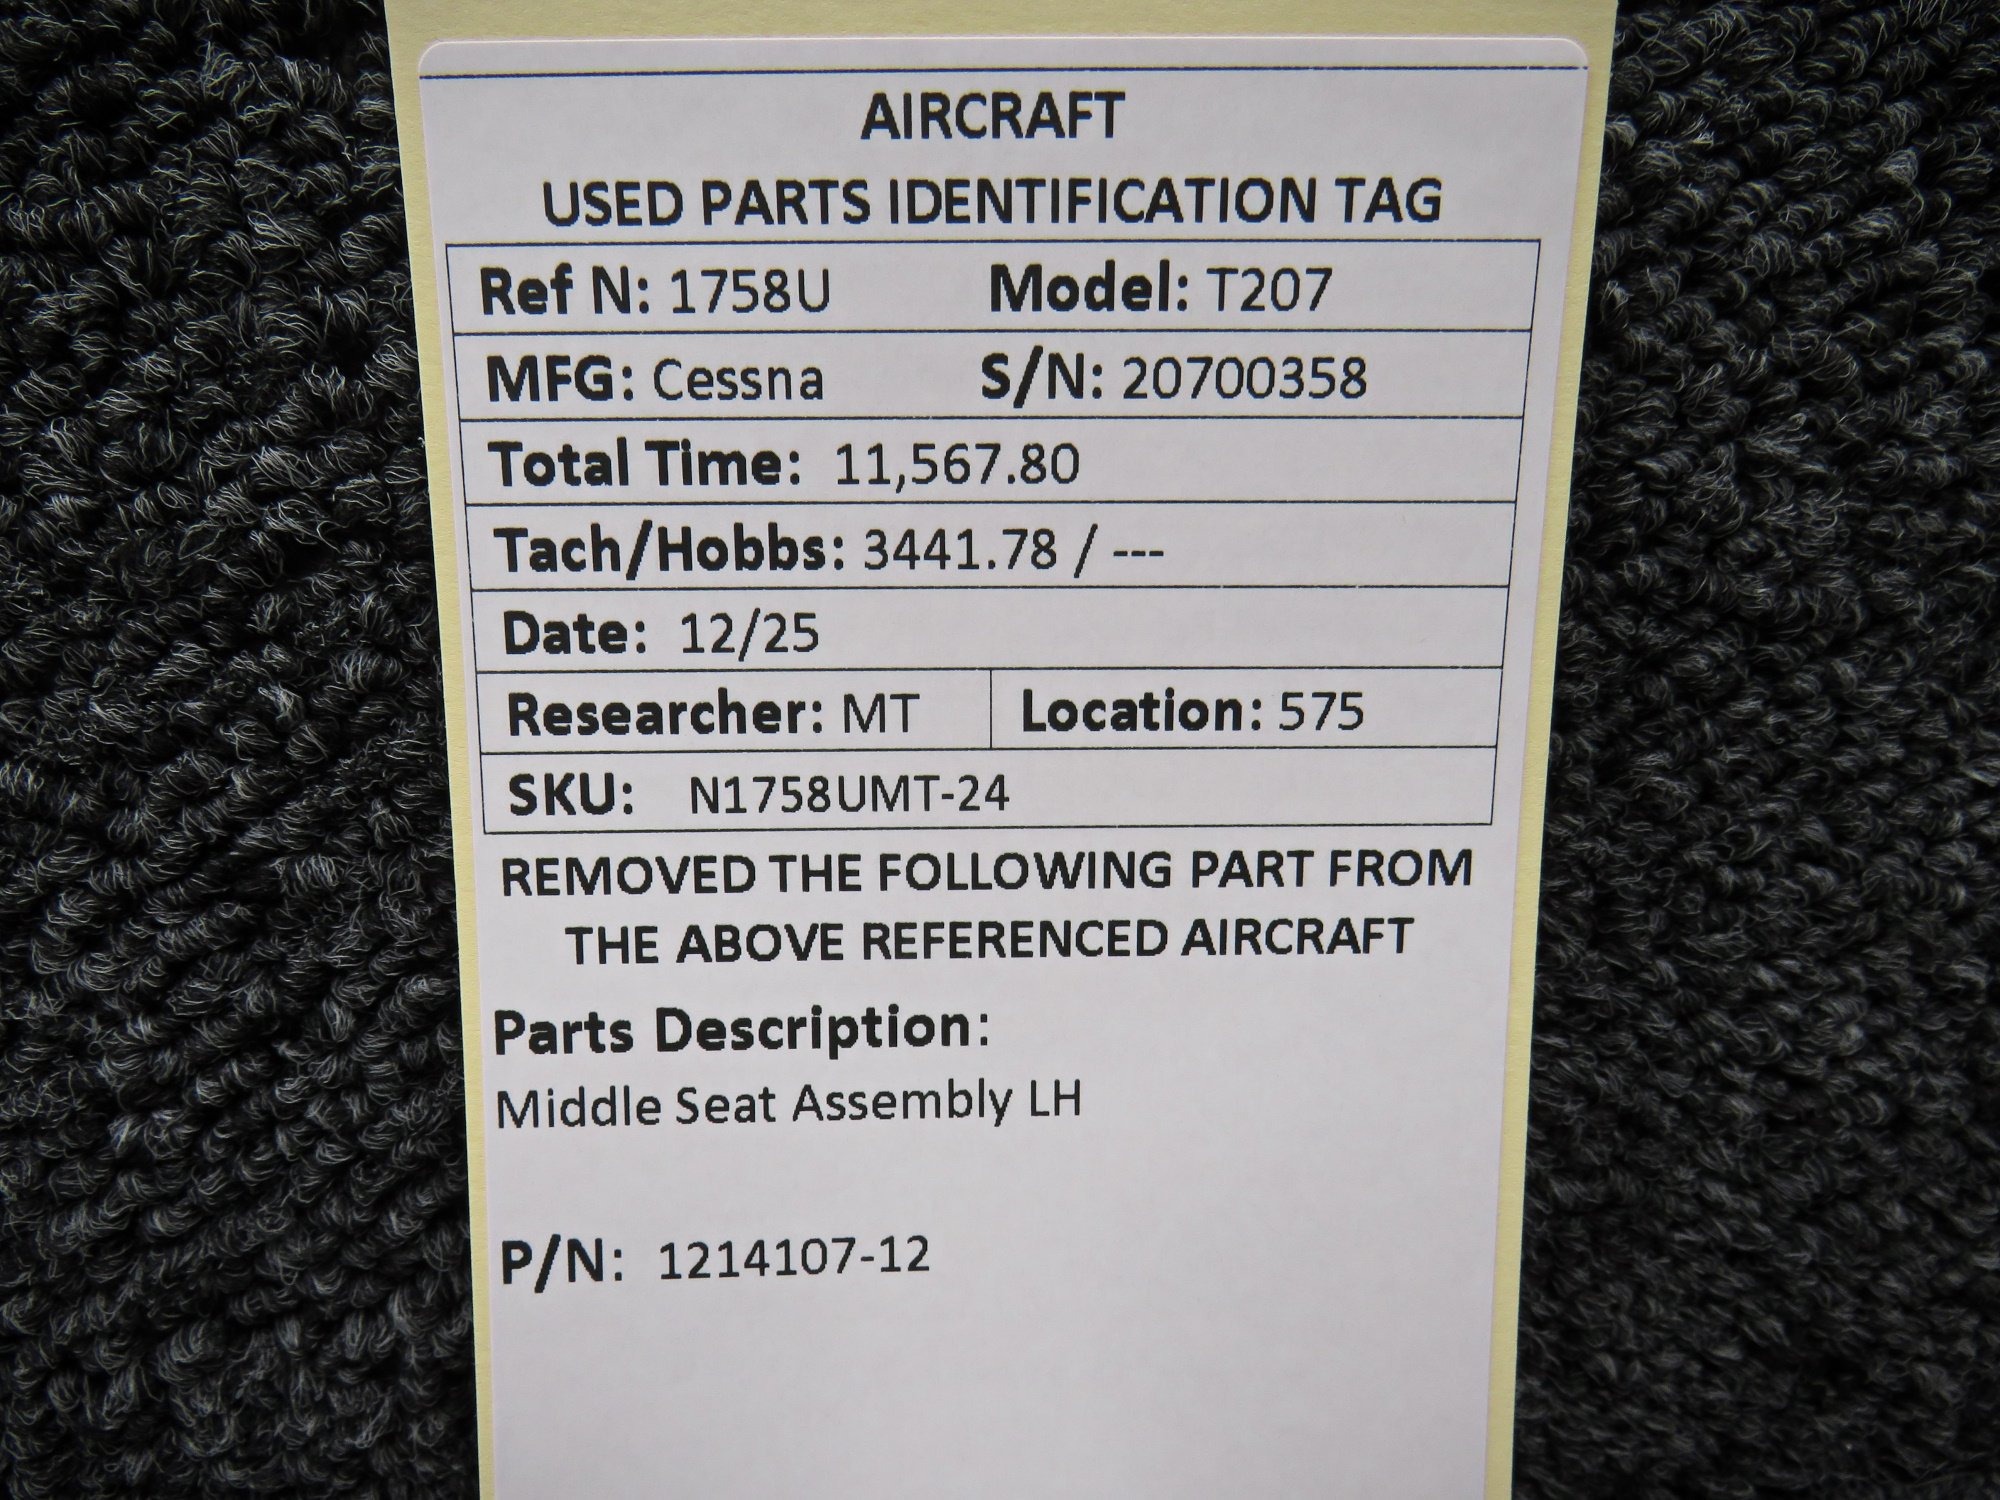 AIRCRAFT
USED PARTS IDENTIFICATION TAG
Ref N: 1758U Model: T207
MFG: Cessna S/N: 20700358
Total Time: 11,567.80
Tach/Hobbs: 3441.78 / ---
Date: 12/25
Researcher: MT Location: 575
SKU: N1758UMT-24
REMOVED THE FOLLOWING PART FROM
THE ABOVE REFERENCED AIRCRAFT
Parts Description:
Middle Seat Assembly LH
P/N: 1214107-12